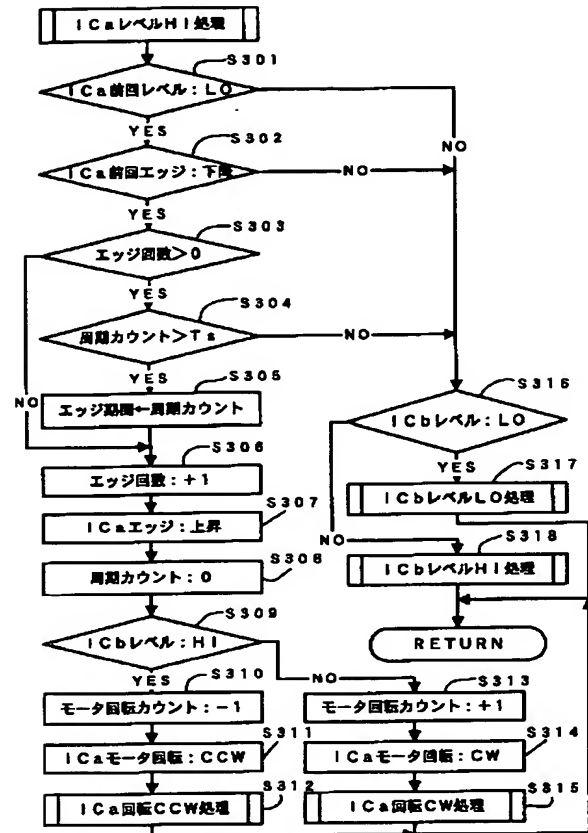 ICaレベルHI処理
S301
ICa前回レベル:LO
YES
NO
S302
ICa前回エッジ:下降
NO
YES
S303
エッジ回数>0
YES
S304
周期カウント>Ts
NO
YES
S305
NO
エッジ期間←周期カウント
S306
エッジ回数:+1
S307
ICaエッジ:上昇
S308
周期カウント:0
S309
ICbレベル:HI
YES
NO
S310
モータ回転カウント:-1
S311
ICaモータ回転:CCW
S312
ICa回転CCW処理
S313
モータ回転カウント:+1
S314
ICaモータ回転:CW
S315
ICa回転CW処理
S316
ICbレベル:LO
YES
S317
ICbレベルLO処理
NO
S318
ICbレベルHI処理
RETURN